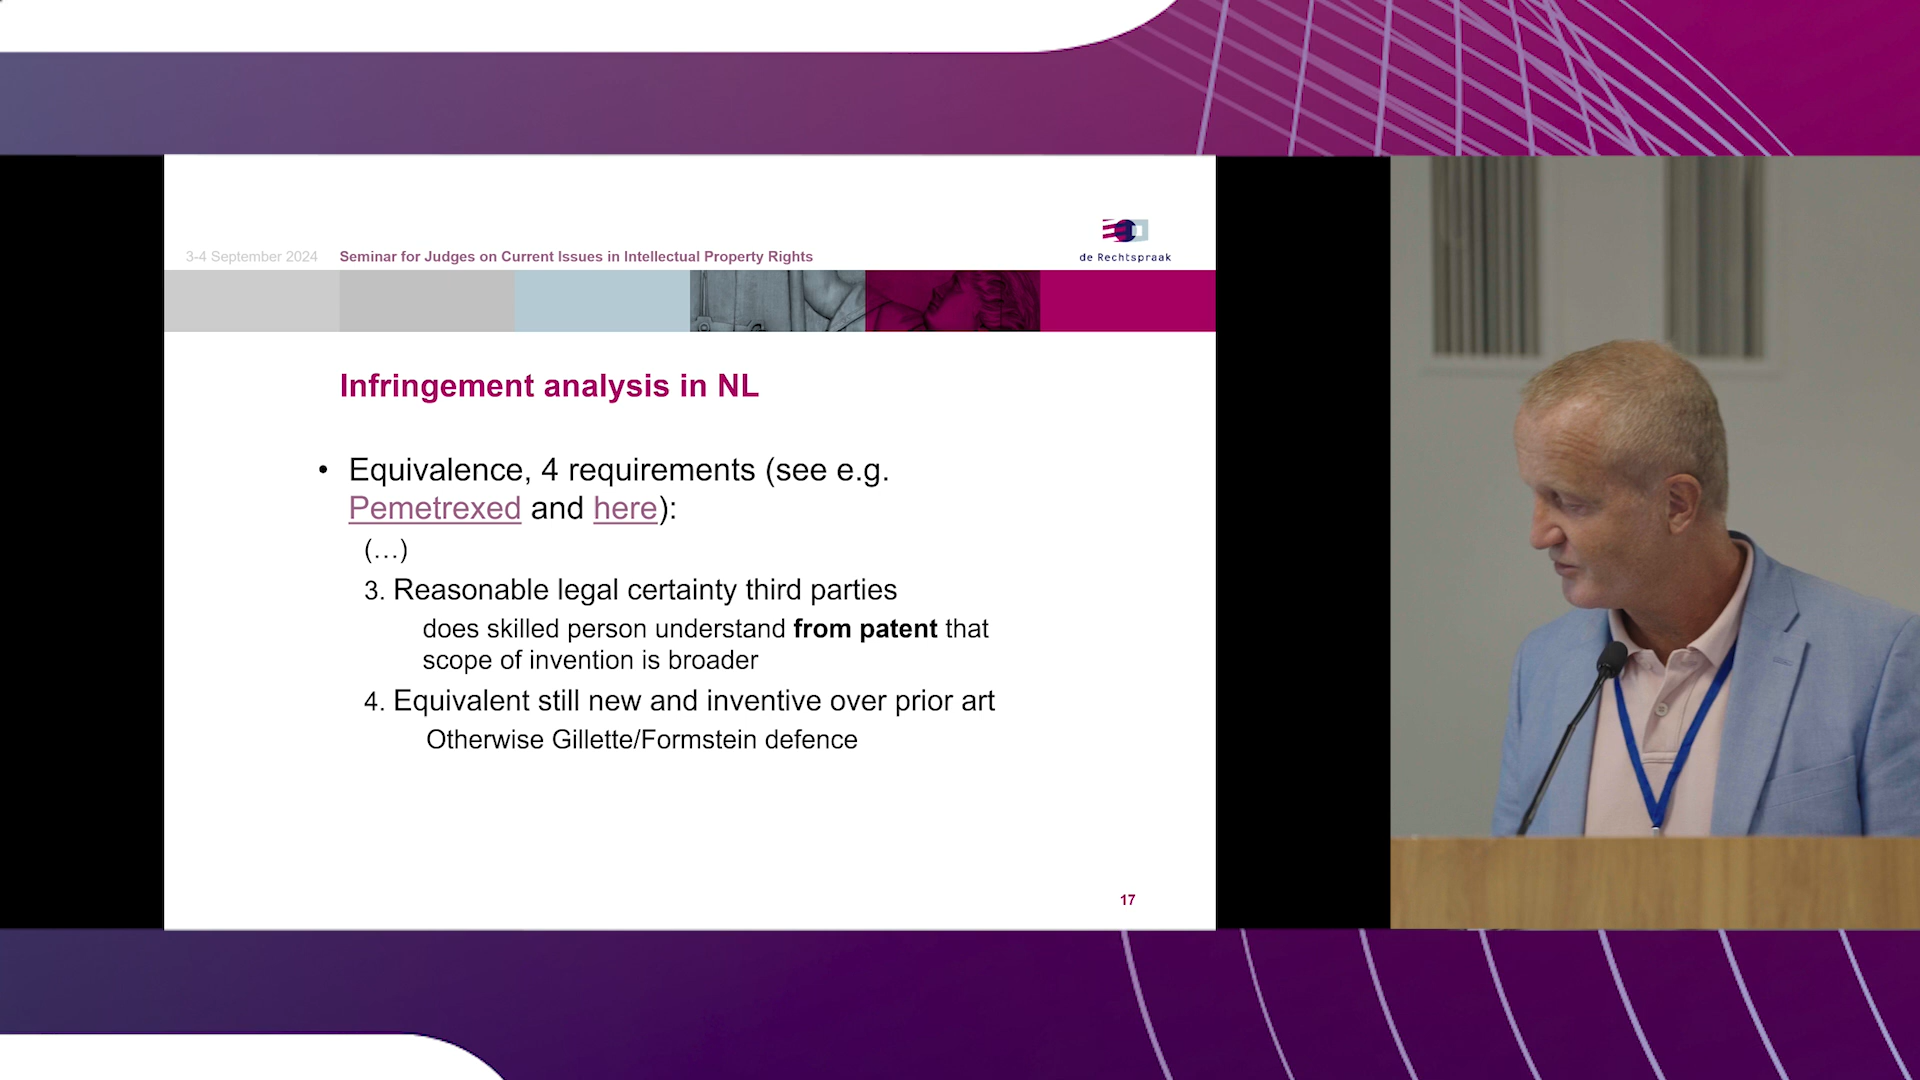 3-4 September 2024 Seminar for Judges on Current Issues in Intellectual Property Rights
de Rechtspraak
Infringement analysis in NL
• Equivalence, 4 requirements (see e.g.
Pemetrexed and here):
(…)
3. Reasonable legal certainty third parties
does skilled person understand from patent that
scope of invention is broader
4. Equivalent still new and inventive over prior art
Otherwise Gillette/Formstein defence
17